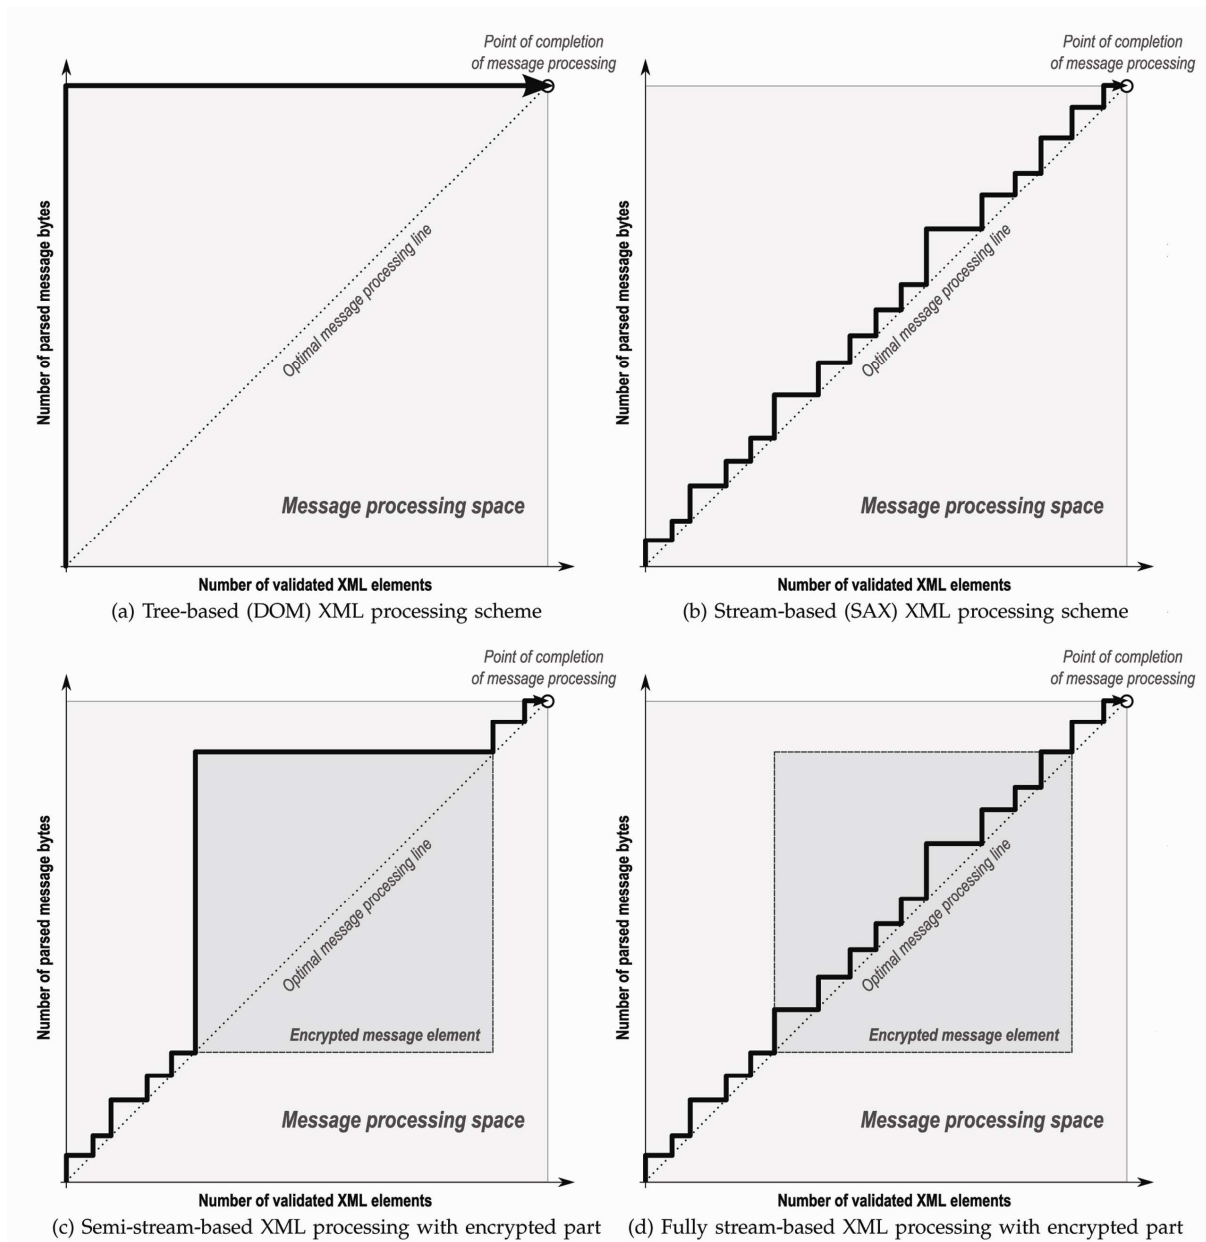 Point of completion
of message processing
Number of parsed message bytes
Optimal message processing line
Message processing space
Number of validated XML elements
(a) Tree-based (DOM) XML processing scheme
Point of completion
of message processing
Number of parsed message bytes
Optimal message processing line
Message processing space
Number of validated XML elements
(b) Stream-based (SAX) XML processing scheme
Point of completion
of message processing
Number of parsed message bytes
Optimal message processing line
Encrypted message element
Message processing space
Number of validated XML elements
(c) Semi-stream-based XML processing with encrypted part
Point of completion
of message processing
Number of parsed message bytes
Optimal message processing line
Encrypted message element
Message processing space
Number of validated XML elements
(d) Fully stream-based XML processing with encrypted part